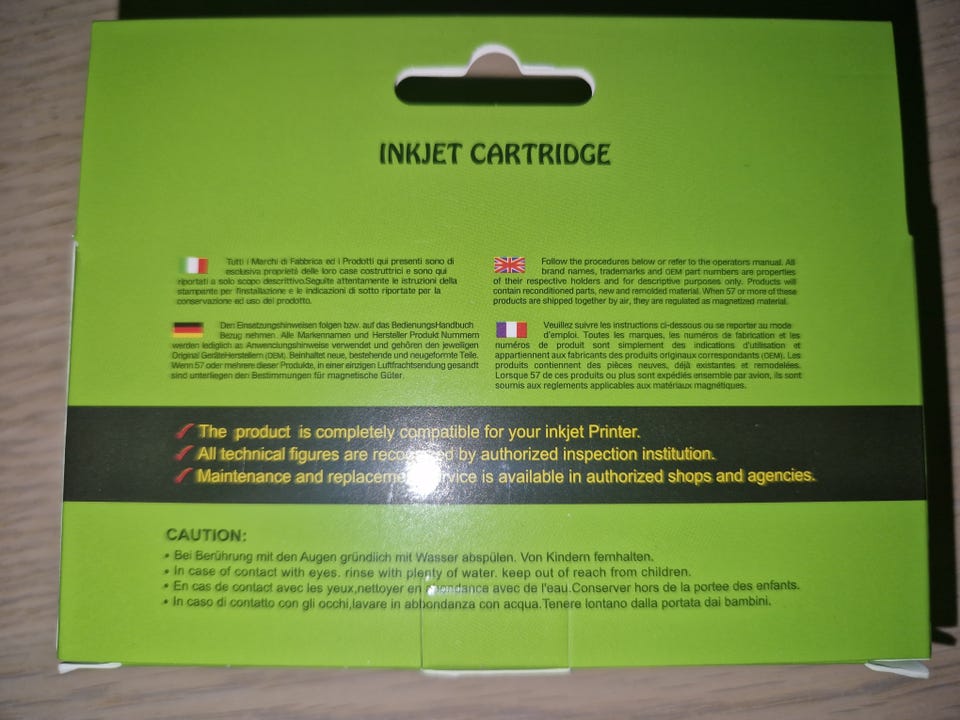 INKJET CARTRIDGE
Tutti i Marchi di Fabbrica ed i Prodotti qui presenti sono di
esclusiva proprietà delle loro case costruttrici e sono qui
riportati a solo scopo descrittivo.Seguite attentamente le istruzioni della
stampante per l'installazione e le indicazioni di sotto riportate per la
conservazione ed uso del prodotto.
Follow the procedures below or refer to the operators manual. All
brand names, trademarks and OEM part numbers are properties
of their respective holders and for descriptive purposes only. Products will
contain reconditioned parts, new and remolded material. When 57 or more of these
products are shipped together by air, they are regulated as magnetized material.
Den Einsetzungshinweisen folgen bzw. auf das BedienungsHandbuch
Bezug nehmen. Alle Markennamen und Hersteller Produkt Nummern
werden lediglich as Anwendungshinweise verwendet und gehören den jeweiligen
Original GeräteHerstellern (OEM). Beinhaltet neue, bestehende und neugeformte Teile.
Wenn 57 oder mehrere dieser Produkte, in einer einzigen Luftfrachtsendung gesandt
sind unterliegen den Bestimmungen für magnetische Güter.
Veuillez suivre les instructions ci-dessous ou se reporter au mode
d'emploi. Toutes les marques, les numéros de fabrication et les
numéros de produit sont simplement des indications d'utilisation et
appartiennent aux fabricants des produits originaux correspondants (OEM). Les
produits contiennent des pièces neuves, déjà existantes et remodelées.
Lorsque 57 de ces produits ou plus sont expédiés ensemble par avion, ils sont
soumis aux reglements applicables aux matériaux magnétiques.
The product is completely compatible for your inkjet Printer.
All technical figures are by authorized inspection institution.
Maintenance and is available in authorized shops and agencies.
CAUTION:
• Bei Berührung mit den Augen gründlich mit Wasser abspülen. Von Kindern fernhalten.
• In case of contact with eyes. rinse with plenty of water. keep out of reach from children.
• En cas de contact avec les yeux,nettoyer en abondance avec de l'eau.Conserver hors de la portee des enfants.
• In caso di contatto con gli occhi,lavare in abbondanza con acqua.Tenere lontano dalla portata dai bambini.